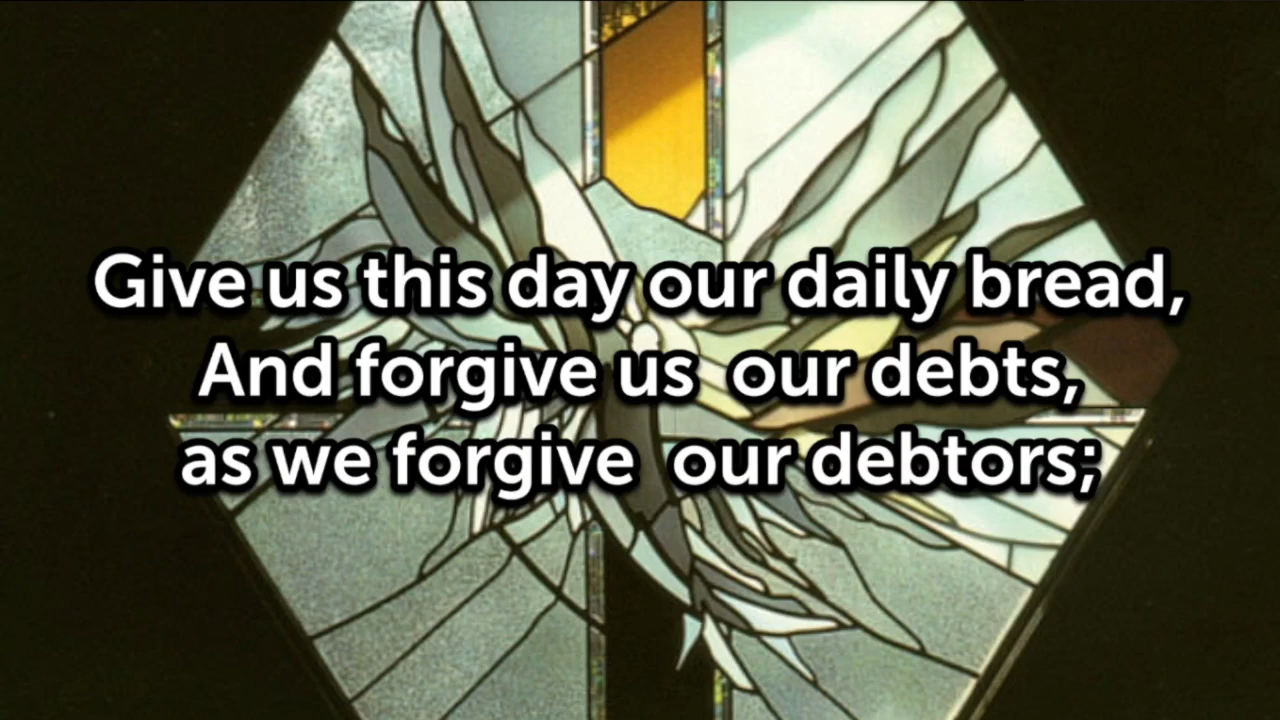 Give us this day our daily bread,
And forgive us  our debts,
as we forgive  our debtors;